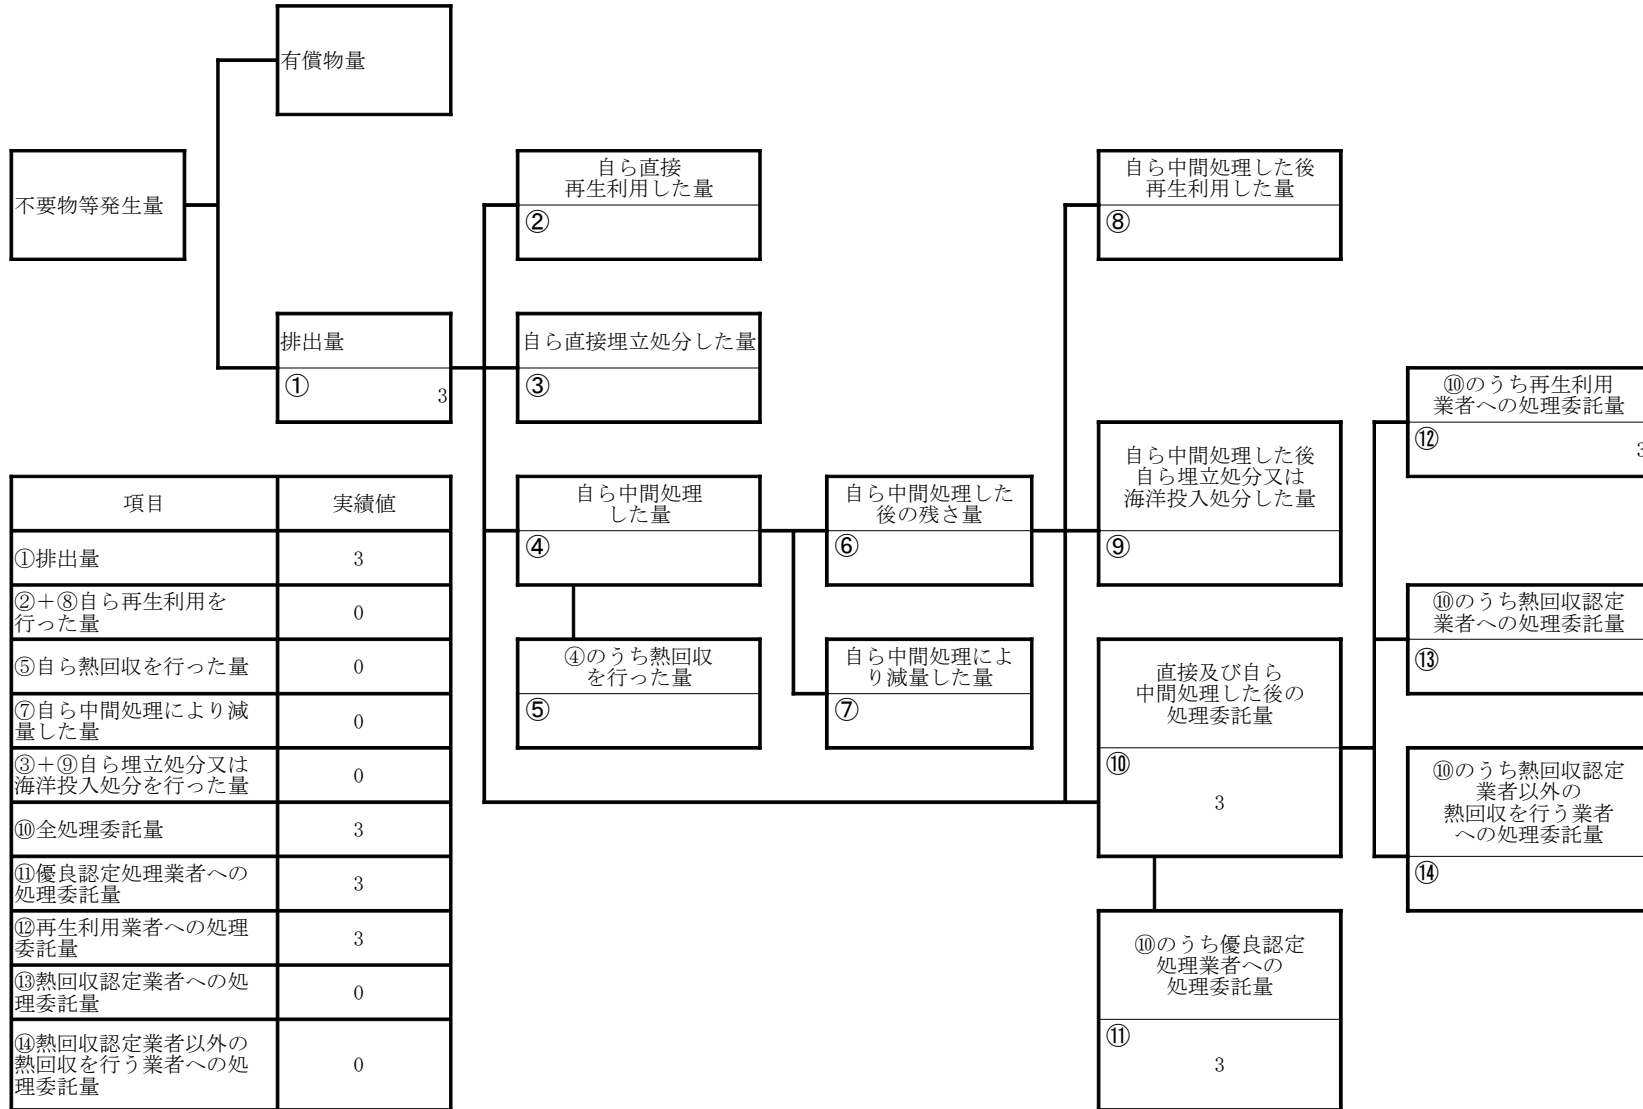 有償物量
不要物等発生量
自ら直接
再生利用した量
②
自ら中間処理した後
再生利用した量
⑧
排出量
①
3
自ら直接埋立処分した量
③
⑩のうち再生利用
業者への処理委託量
⑫
3
自ら中間処理した後
自ら埋立処分又は
海洋投入処分した量
⑨
自ら中間処理
した量
④
自ら中間処理した
後の残さ量
⑥
④のうち熱回収
を行った量
⑤
自ら中間処理によ
り減量した量
⑦
直接及び自ら
中間処理した後の
処理委託量
⑩
3
⑩のうち熱回収認定
業者への処理委託量
⑬
⑩のうち熱回収認定
業者以外の
熱回収を行う業者
への処理委託量
⑭
⑩のうち優良認定
処理業者への
処理委託量
⑪
3
項目 実績値
①排出量 3
②＋⑧自ら再生利用を
行った量 0
⑤自ら熱回収を行った量 0
⑦自ら中間処理により減
量した量 0
③＋⑨自ら埋立処分又は
海洋投入処分を行った量 0
⑩全処理委託量 3
⑪優良認定処理業者への
処理委託量 3
⑫再生利用業者への処理
委託量 3
⑬熱回収認定業者への処
理委託量 0
⑭熱回収認定業者以外の
熱回収を行う業者への処
理委託量 0